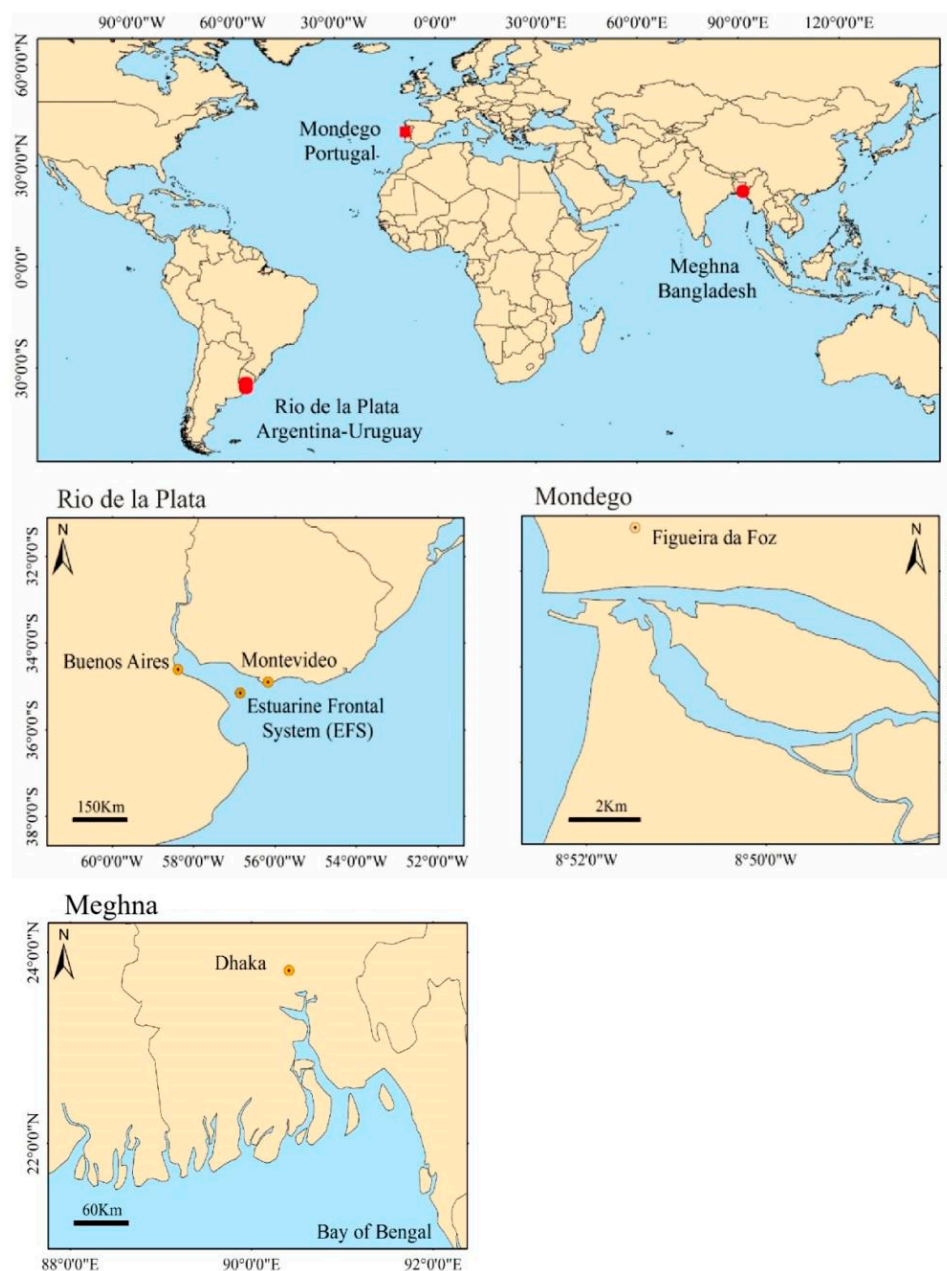 90°0'0"W 60°0'0"W 30°0'0"W 0°0'0"E 30°0'0"E 60°0'0"E 90°0'0"E 120°0'0"E
60°0'0"N
30°0'0"N
0°0'0"
30°0'0"S
Mondego
Portugal
Meghna
Bangladesh
Rio de la Plata
Argentina-Uruguay
Rio de la Plata
N
32°0'0"S
34°0'0"S
36°0'0"S
38°0'0"S
Buenos Aires
Montevideo
Estuarine Frontal
System (EFS)
150Km
60°0'0"W 58°0'0"W 56°0'0"W 54°0'0"W 52°0'0"W
Mondego
N
Figueira da Foz
2Km
8°52'0"W 8°50'0"W
Meghna
N
24°0'0"N
22°0'0"N
Dhaka
60Km
Bay of Bengal
88°0'0"E 90°0'0"E 92°0'0"E